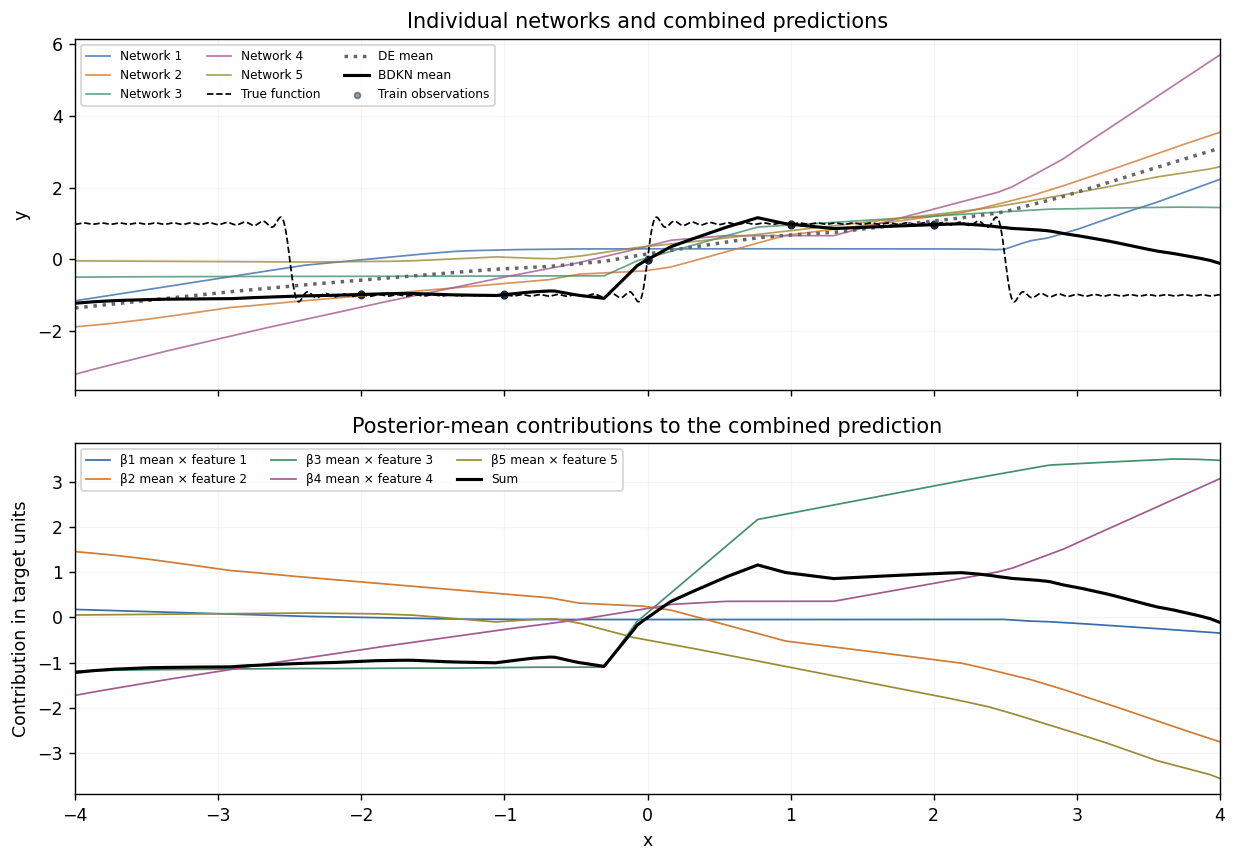 Individual networks and combined predictions
Network 1 Network 4 DE mean
Network 2 Network 5 BDKN mean
Network 3 True function Train observations
6
4
2
0
−2
y
Posterior-mean contributions to the combined prediction
β1 mean × feature 1 β3 mean × feature 3 β5 mean × feature 5
β2 mean × feature 2 β4 mean × feature 4 Sum
3
2
1
0
−1
−2
−3
Contribution in target units
−4 −3 −2 −1 0 1 2 3 4
x